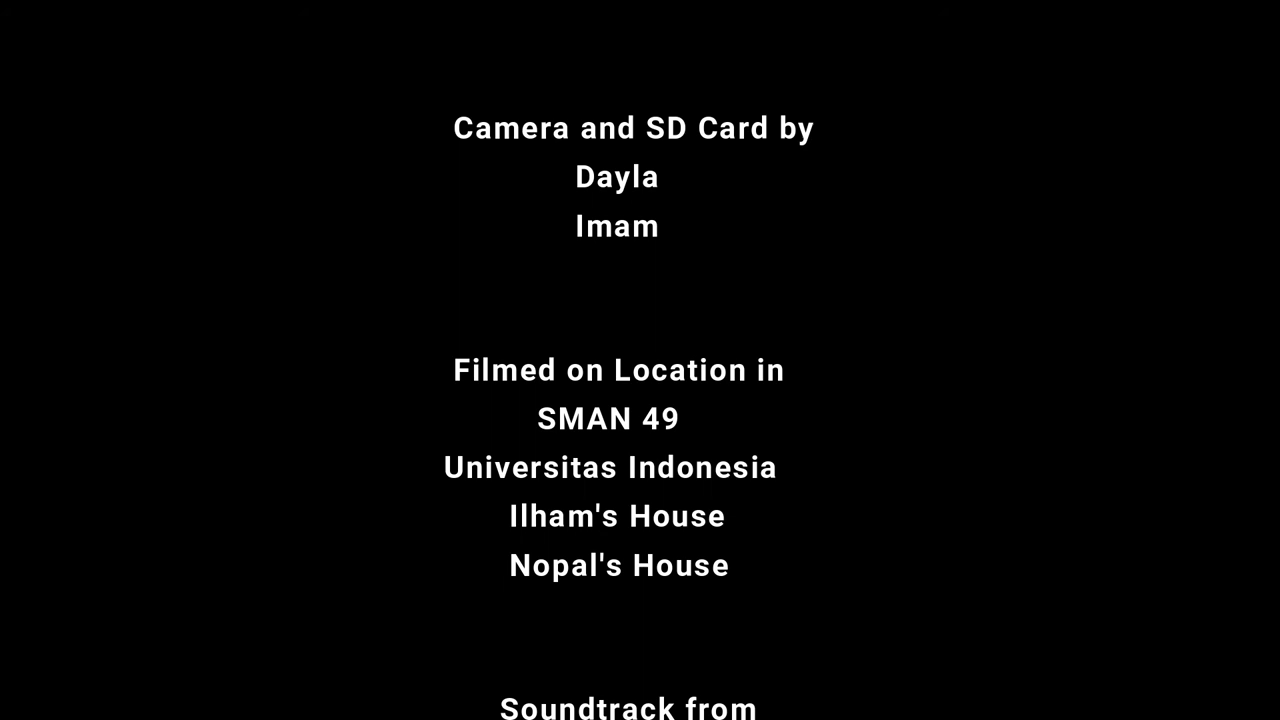 Camera and SD Card by
Dayla
Imam
Filmed on Location in
SMAN 49
Universitas Indonesia
Ilham's House
Nopal's House
Soundtrack from